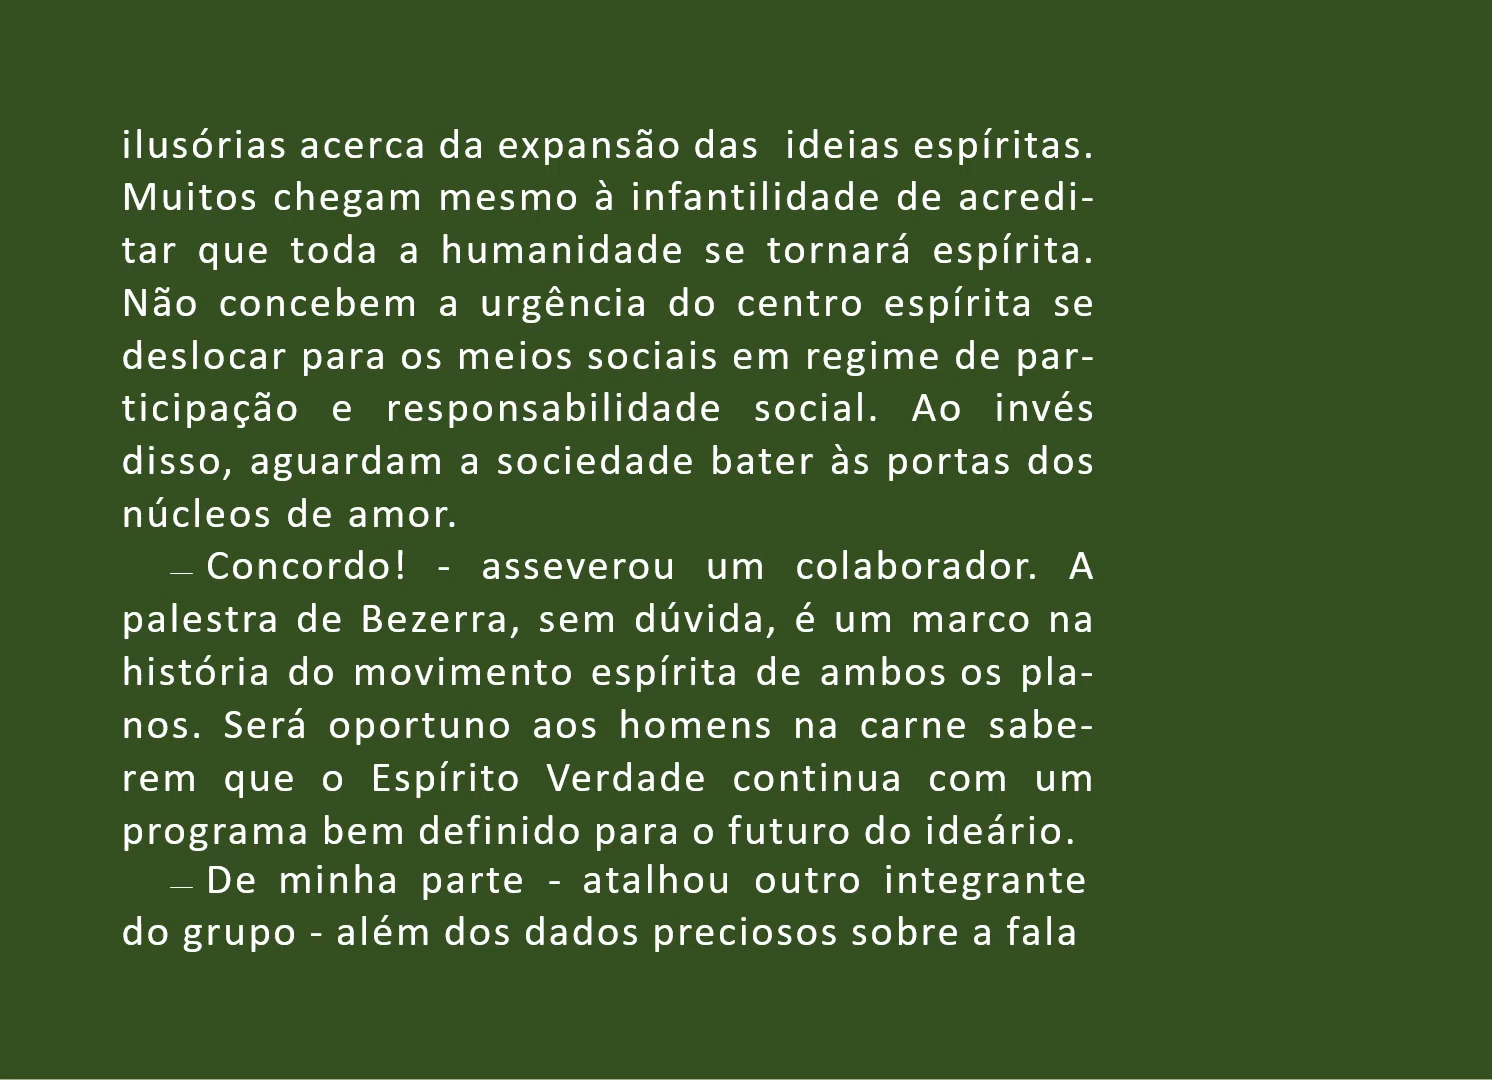 ilusórias acerca da expansão das ideias espíritas.
Muitos chegam mesmo à infantilidade de acredi-
tar que toda a humanidade se tornará espírita.
Não concebem a urgência do centro espírita se
deslocar para os meios sociais em regime de par-
ticipação e responsabilidade social. Ao invés
disso, aguardam a sociedade bater às portas dos
núcleos de amor.
— Concordo! - asseverou um colaborador. A
palestra de Bezerra, sem dúvida, é um marco na
história do movimento espírita de ambos os pla-
nos. Será oportuno aos homens na carne sabe-
rem que o Espírito Verdade continua com um
programa bem definido para o futuro do ideário.
— De minha parte - atalhou outro integrante
do grupo - além dos dados preciosos sobre a fala